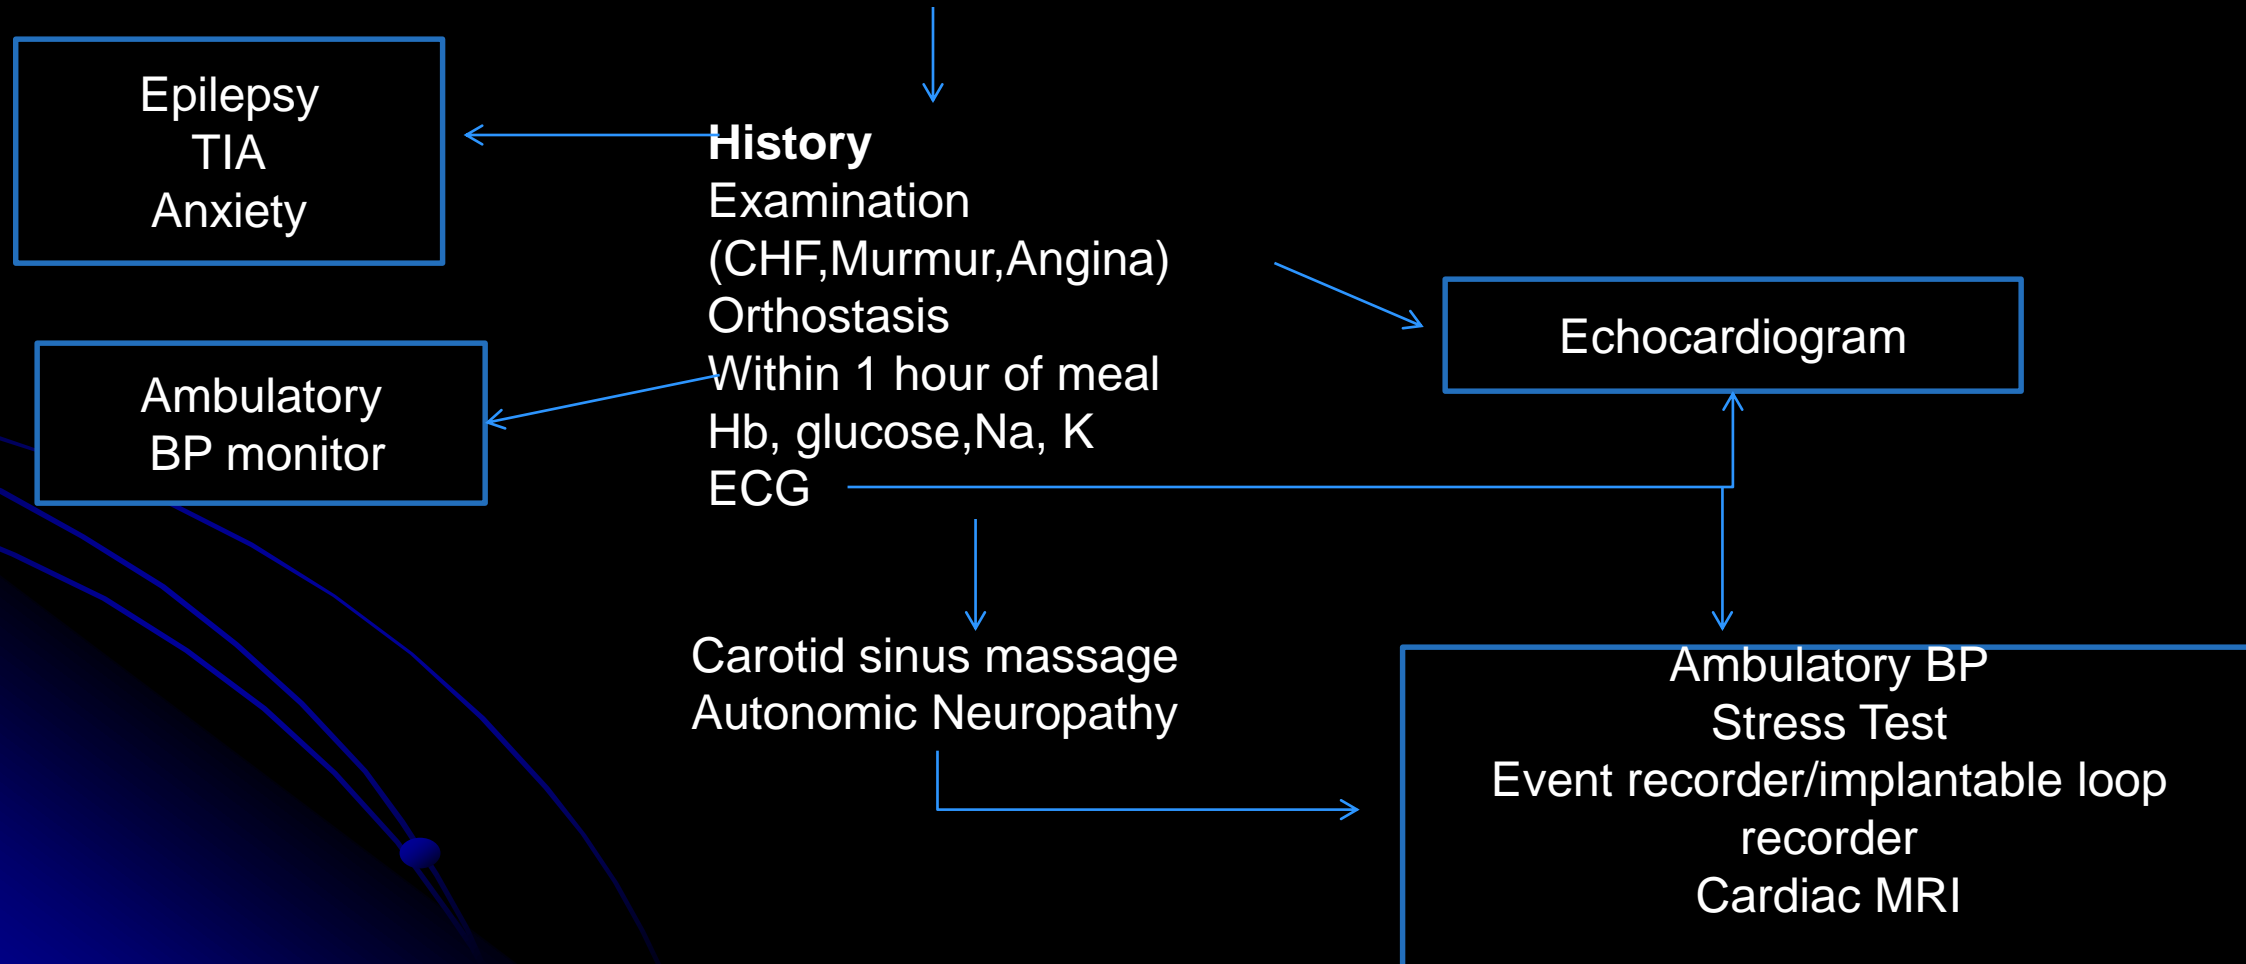 Epilepsy
TIA
Anxiety
History
Examination
(CHF,Murmur,Angina)
Orthostasis
Within 1 hour of meal
Hb, glucose,Na, K
ECG
Ambulatory
BP monitor
Echocardiogram
Carotid sinus massage
Autonomic Neuropathy
Ambulatory BP
Stress Test
Event recorder/implantable loop
recorder
Cardiac MRI